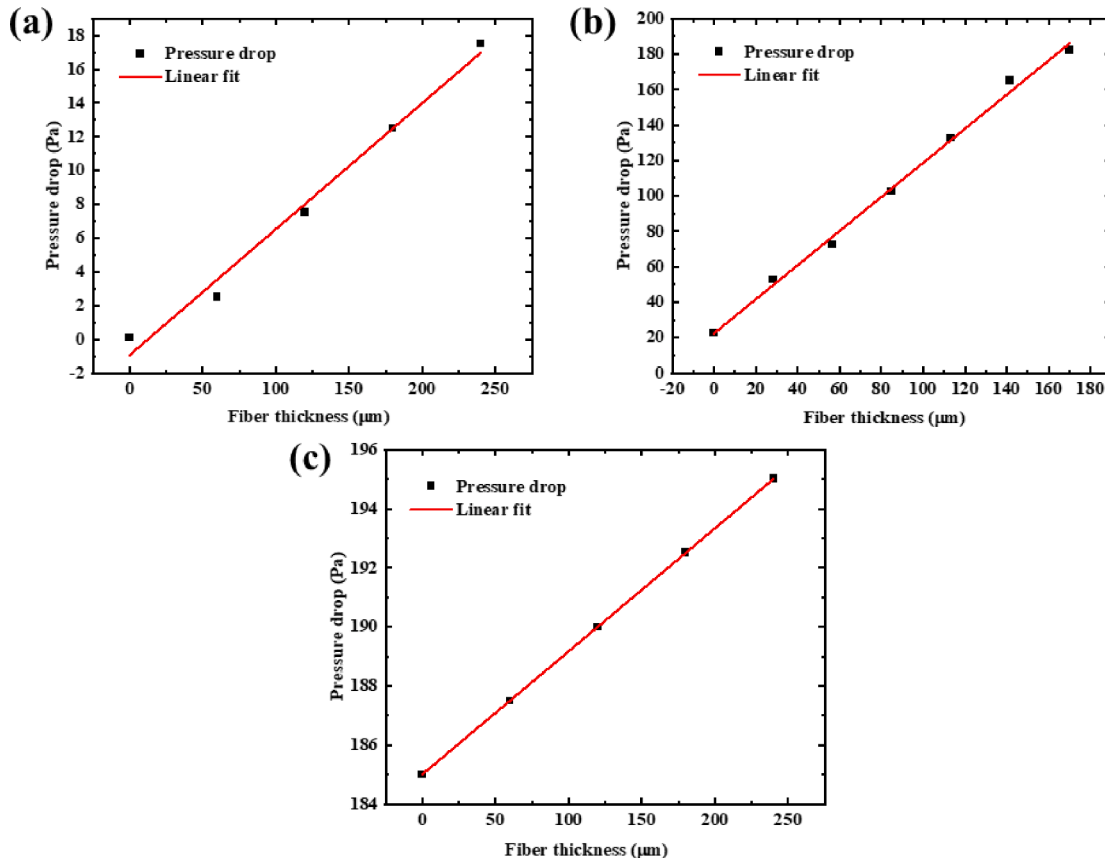 (a)
Pressure drop
Linear fit
Pressure drop (Pa)
18
16
14
12
10
8
6
4
2
0
-2
0 50 100 150 200 250
Fiber thickness (μm)
(b)
Pressure drop
Linear fit
Pressure drop (Pa)
200
180
160
140
120
100
80
60
40
20
0
-20 0 20 40 60 80 100 120 140 160 180
Fiber thickness (μm)
(c)
Pressure drop
Linear fit
Pressure drop (Pa)
196
194
192
190
188
186
184
0 50 100 150 200 250
Fiber thickness (μm)